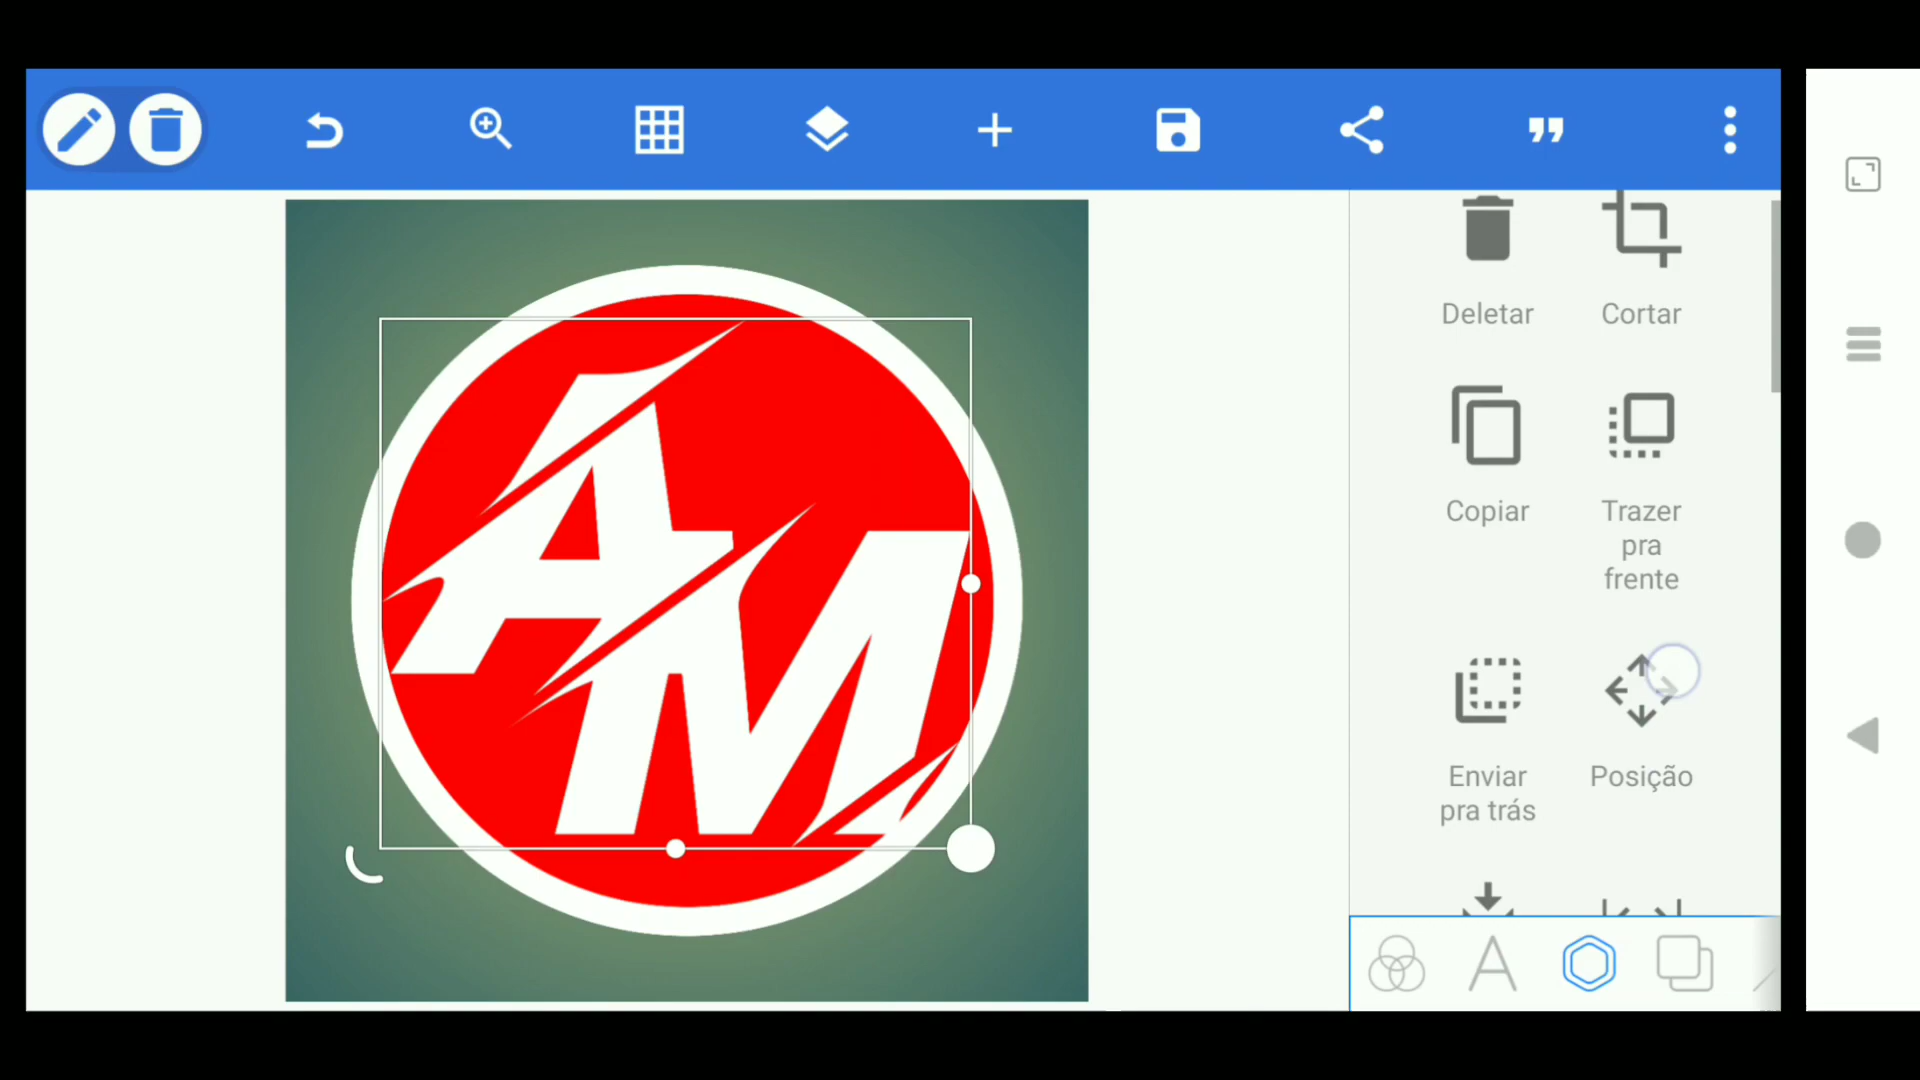 Deletar
Cortar
AM
Copiar
Trazer
pra
frente
Enviar
pra trás
Posição